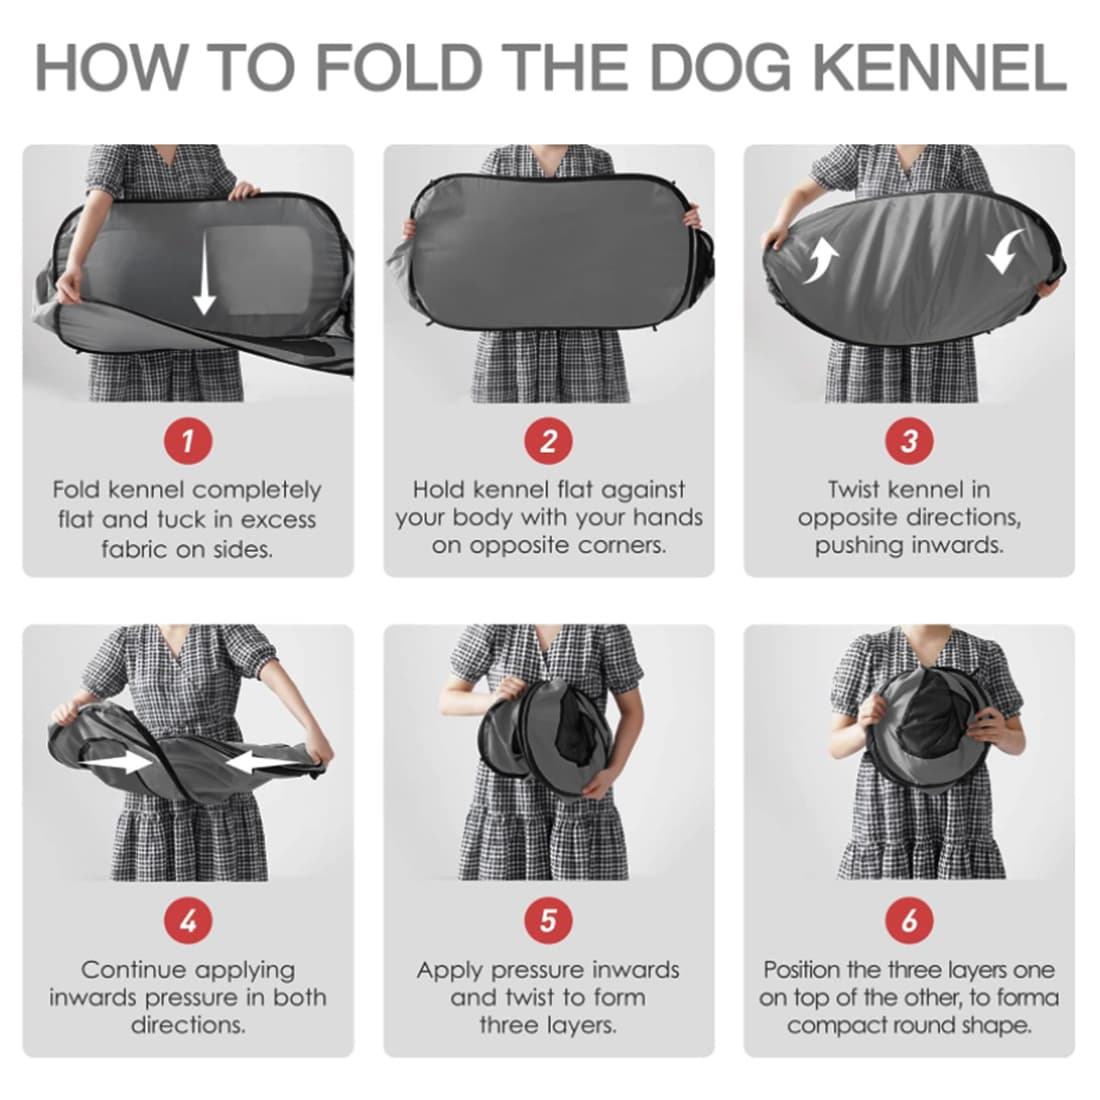 HOW TO FOLD THE DOG KENNEL
1
Fold kennel completely
flat and tuck in excess
fabric on sides.
2
Hold kennel flat against
your body with your hands
on opposite corners.
3
Twist kennel in
opposite directions,
pushing inwards.
4
Continue applying
inwards pressure in both
directions.
5
Apply pressure inwards
and twist to form
three layers.
6
Position the three layers one
on top of the other, to forma
compact round shape.